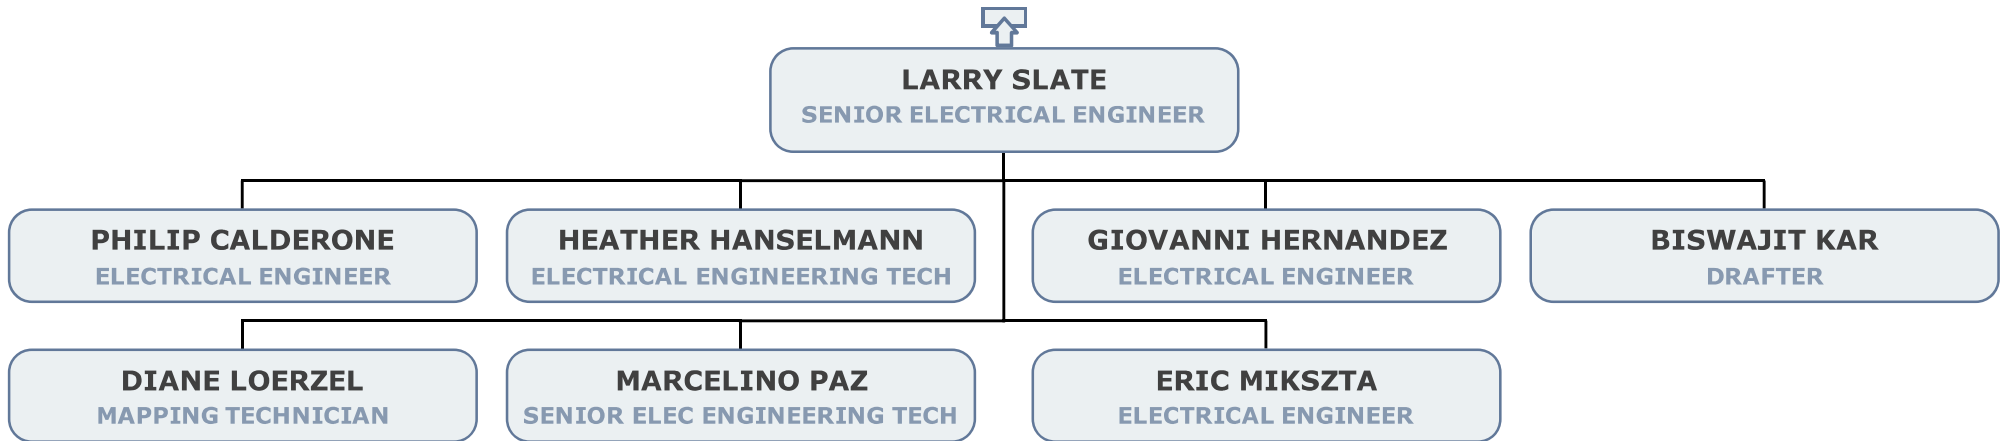 LARRY SLATE
SENIOR ELECTRICAL ENGINEER
PHILIP CALDERONE
ELECTRICAL ENGINEER
HEATHER HANSELMANN
ELECTRICAL ENGINEERING TECH
GIOVANNI HERNANDEZ
ELECTRICAL ENGINEER
BISWAJIT KAR
DRAFTER
DIANE LOERZEL
MAPPING TECHNICIAN
MARCELINO PAZ
SENIOR ELEC ENGINEERING TECH
ERIC MIKSZTA
ELECTRICAL ENGINEER